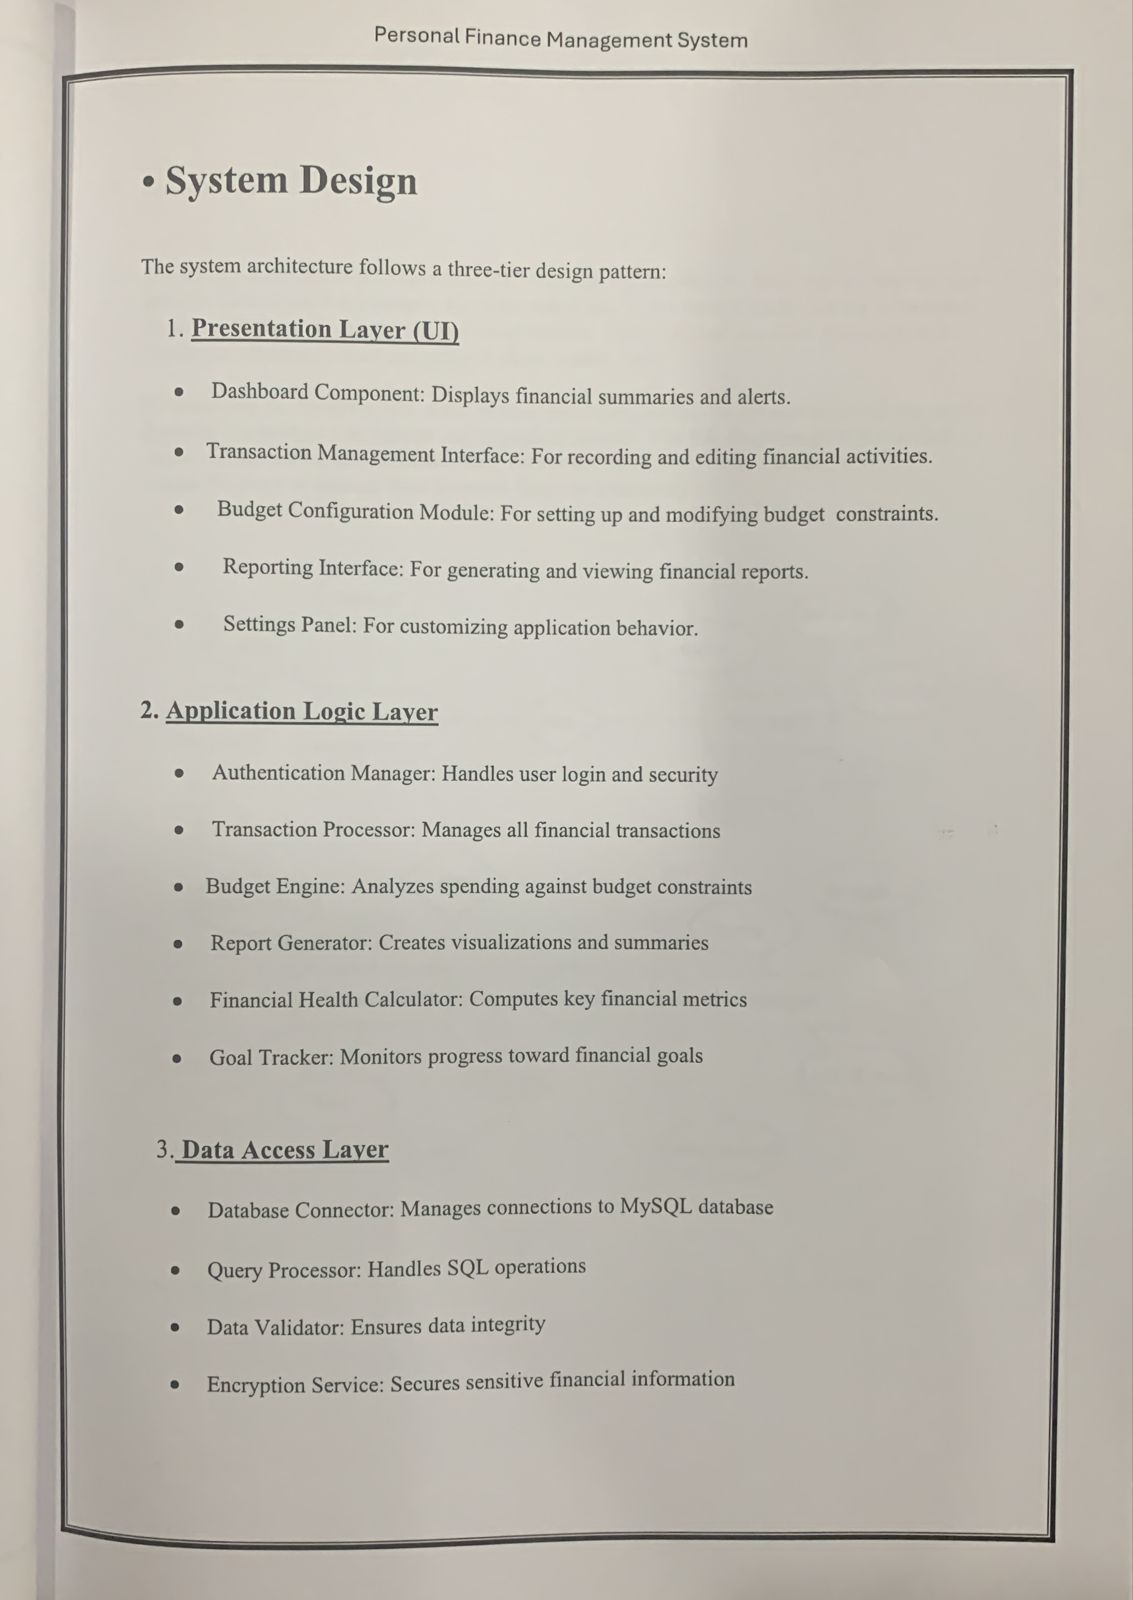 Personal Finance Management System
• System Design
The system architecture follows a three-tier design pattern:
1. Presentation Layer (UI)
• Dashboard Component: Displays financial summaries and alerts.
• Transaction Management Interface: For recording and editing financial activities.
• Budget Configuration Module: For setting up and modifying budget constraints.
• Reporting Interface: For generating and viewing financial reports.
• Settings Panel: For customizing application behavior.
2. Application Logic Layer
• Authentication Manager: Handles user login and security
• Transaction Processor: Manages all financial transactions
• Budget Engine: Analyzes spending against budget constraints
• Report Generator: Creates visualizations and summaries
• Financial Health Calculator: Computes key financial metrics
• Goal Tracker: Monitors progress toward financial goals
3. Data Access Layer
• Database Connector: Manages connections to MySQL database
• Query Processor: Handles SQL operations
• Data Validator: Ensures data integrity
• Encryption Service: Secures sensitive financial information